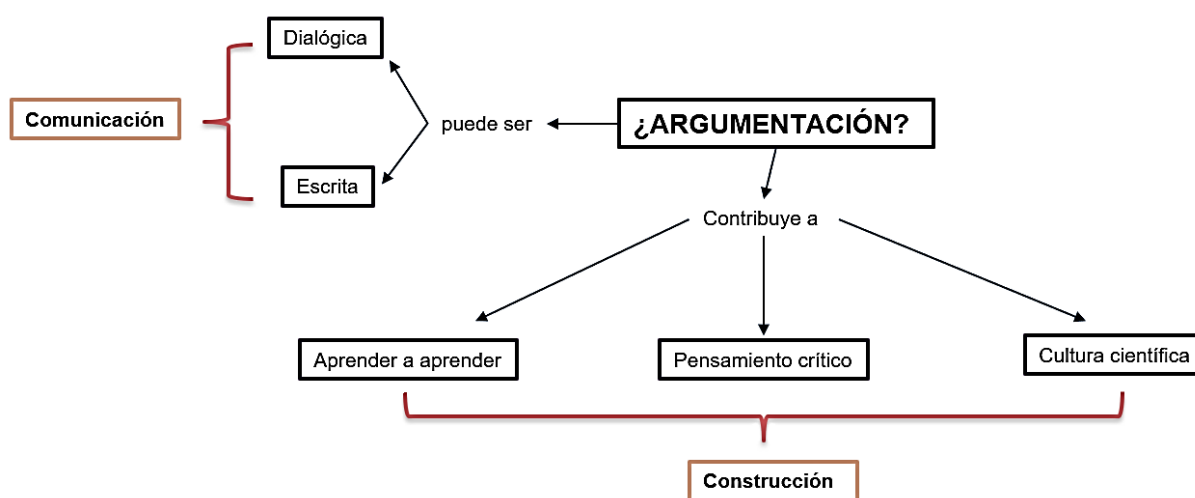 Dialógica
Comunicación
puede ser
¿ARGUMENTACIÓN?
Escrita
Contribuye a
Aprender a aprender
Pensamiento crítico
Cultura científica
Construcción